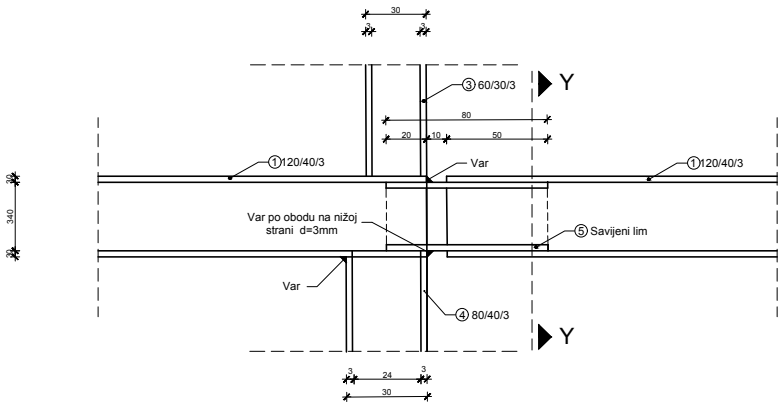 30
3
3
③ 60/30/3
Y
80
20
10
50
① 120/40/3
Var
① 120/40/3
30
340
30
Var po obodu na nižoj
strani d=3mm
⑤ Savijeni lim
Var
④ 80/40/3
Y
3
24
3
30